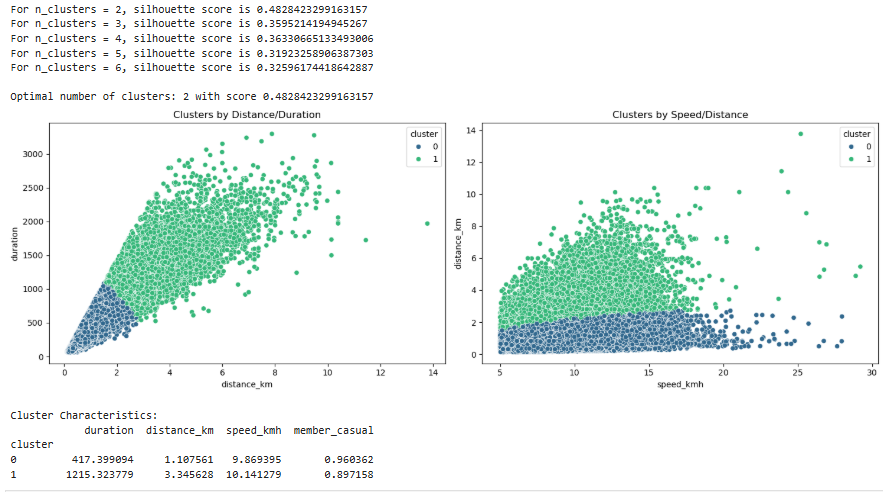 For n_clusters = 2, silhouette score is 0.4828423299163157
For n_clusters = 3, silhouette score is 0.3595214194945267
For n_clusters = 4, silhouette score is 0.36330665133493006
For n_clusters = 5, silhouette score is 0.31923258906387303
For n_clusters = 6, silhouette score is 0.32596174418642887
Optimal number of clusters: 2 with score 0.4828423299163157
Clusters by Distance/Duration
cluster
0
1
3000
2500
2000
1500
1000
500
0
duration
0 2 4 6 8 10 12 14
distance_km
Clusters by Speed/Distance
cluster
0
1
14
12
10
8
6
4
2
0
distance_km
5 10 15 20 25 30
speed_kmh
Cluster Characteristics:
duration distance_km speed_kmh member_casual
cluster
0 417.399094 1.107561 9.869395 0.960362
1 1215.323779 3.345628 10.141279 0.897158